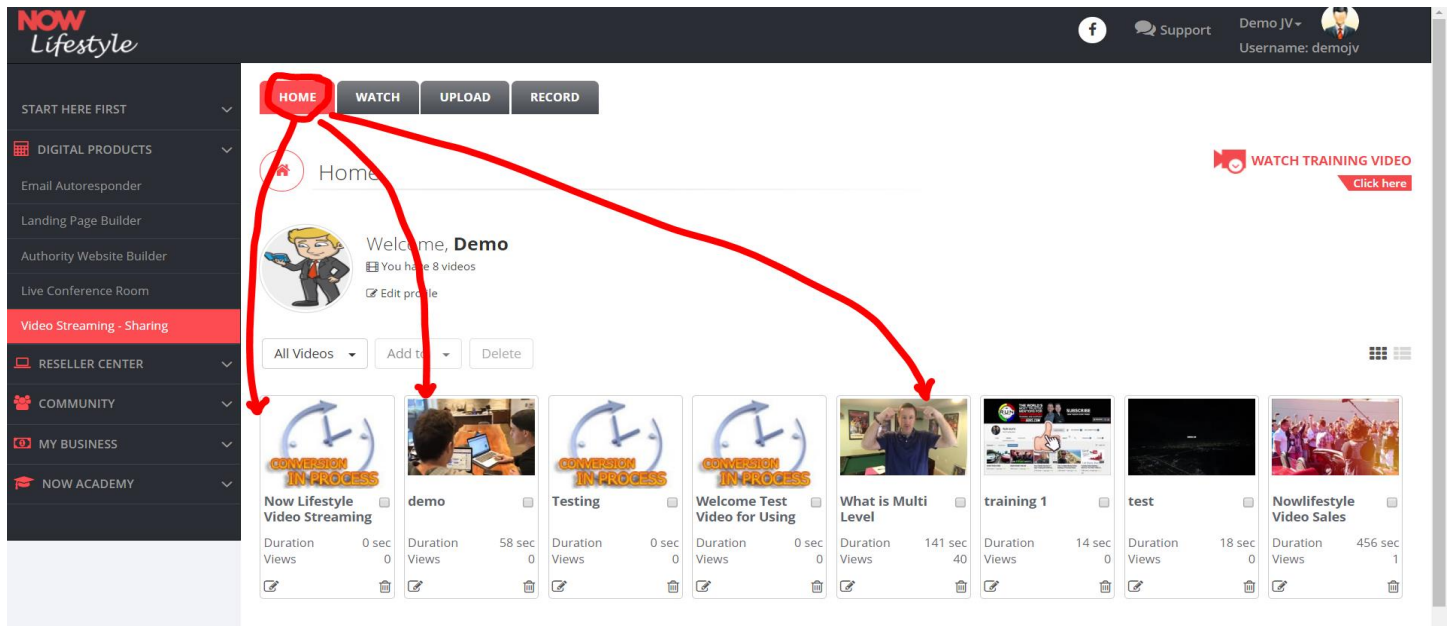 NOW
Lifestyle
Support
Demo JV
Username: demojv
START HERE FIRST
DIGITAL PRODUCTS
Email Autoresponder
Landing Page Builder
Authority Website Builder
Live Conference Room
Video Streaming - Sharing
RESELLER CENTER
COMMUNITY
MY BUSINESS
NOW ACADEMY
HOME
WATCH
UPLOAD
RECORD
Home
WATCH TRAINING VIDEO
Click here
Welcome, Demo
You have 8 videos
Edit profile
All Videos
Add to
Delete
CONVERSION
IN PROCESS
Now Lifestyle
Video Streaming
Duration 0 sec
Views 0
demo
Duration 58 sec
Views 0
CONVERSION
IN PROCESS
Testing
Duration 0 sec
Views 0
CONVERSION
IN PROCESS
Welcome Test
Video for Using
Duration 0 sec
Views 0
What is Multi
Level
Duration 141 sec
Views 40
SUBSCRIBE
training 1
Duration 14 sec
Views 0
test
Duration 18 sec
Views 0
Nowlifestyle
Video Sales
Duration 456 sec
Views 1